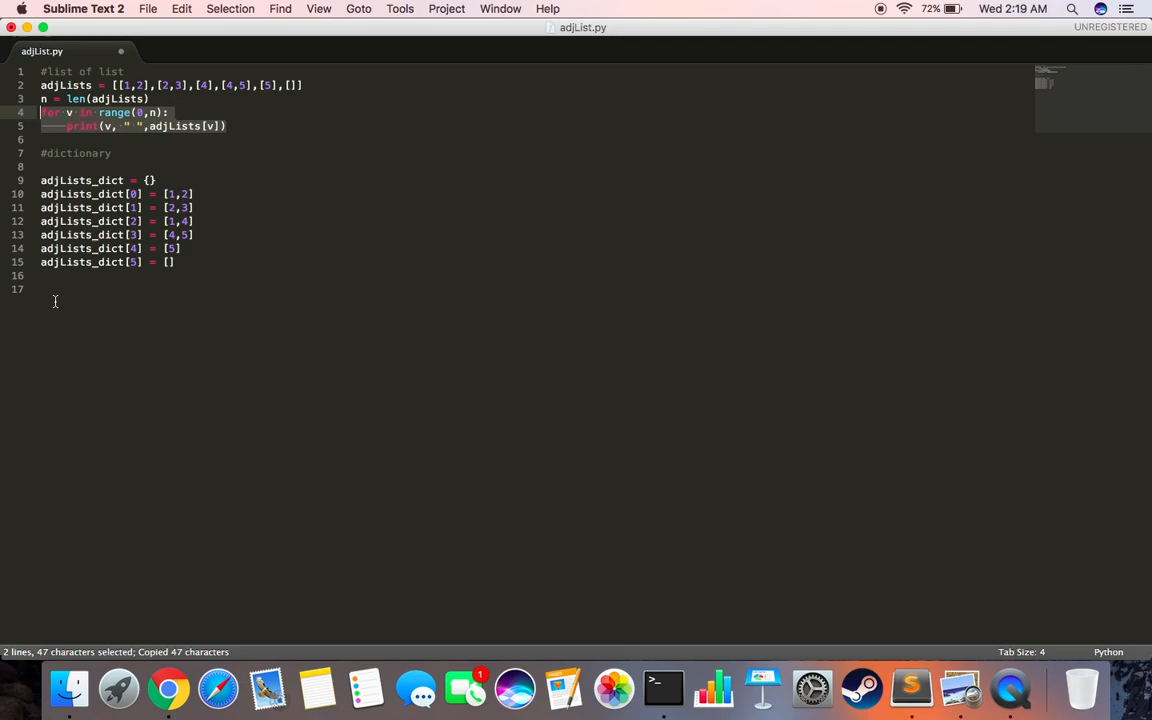 Sublime Text 2 File Edit Selection Find View Goto Tools Project Window Help 72% Wed 2:19 AM
adjList.py UNREGISTERED
adjList.py
1 #list of list
2 adjLists = [[1,2],[2,3],[4],[4,5],[5],[]]
3 n = len(adjLists)
4 for v in range(0,n):
5 print(v, " ",adjLists[v])
6
7 #dictionary
8
9 adjLists_dict = {}
10 adjLists_dict[0] = [1,2]
11 adjLists_dict[1] = [2,3]
12 adjLists_dict[2] = [1,4]
13 adjLists_dict[3] = [4,5]
14 adjLists_dict[4] = [5]
15 adjLists_dict[5] = []
16
17
2 lines, 47 characters selected; Copied 47 characters Tab Size: 4 Python
1